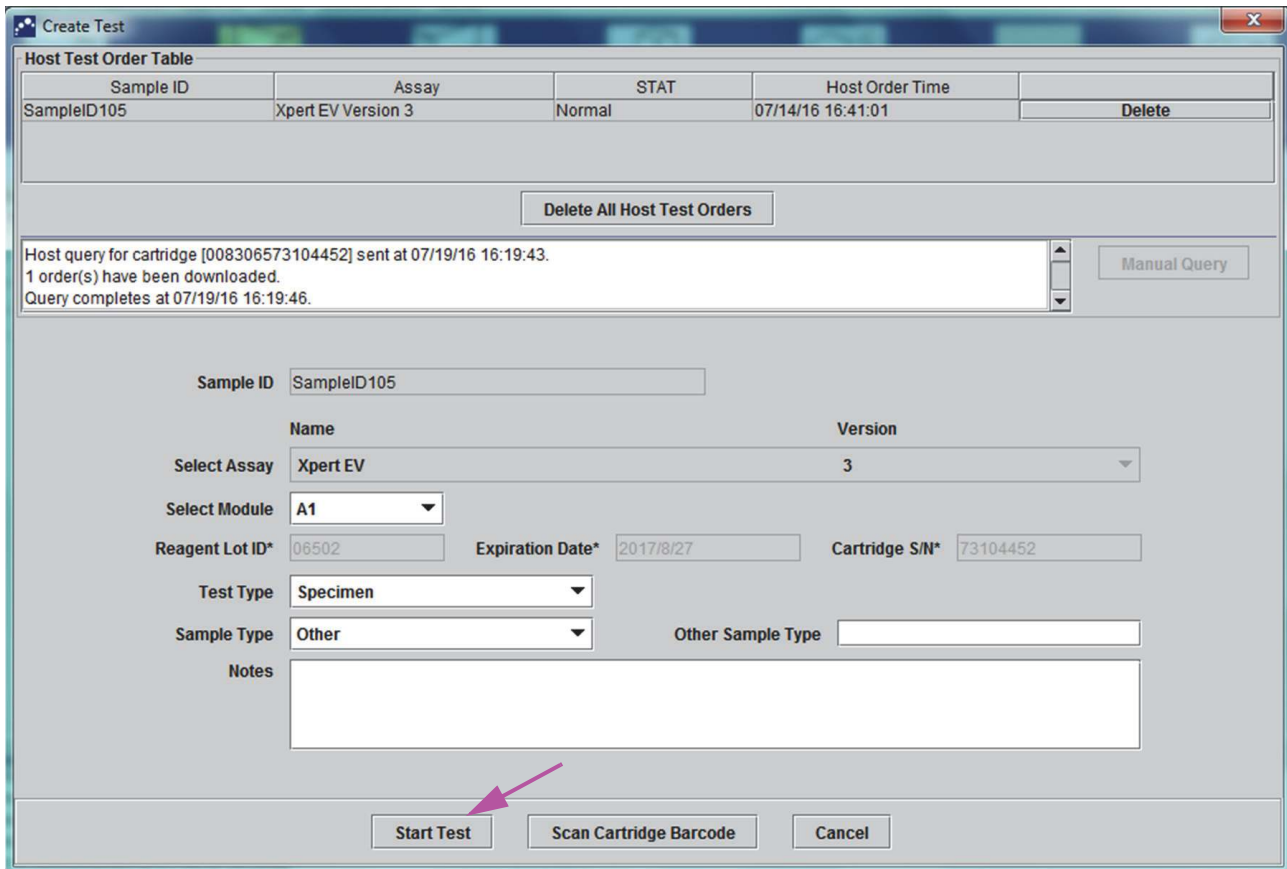 Create Test
Host Test Order Table
Sample ID Assay STAT Host Order Time
SampleID105 Xpert EV Version 3 Normal 07/14/16 16:41:01 Delete
Delete All Host Test Orders
Host query for cartridge [008306573104452] sent at 07/19/16 16:19:43.
1 order(s) have been downloaded.
Query completes at 07/19/16 16:19:46.
Manual Query
Sample ID SampleID105
Name Version
Select Assay Xpert EV 3
Select Module A1
Reagent Lot ID* 06502 Expiration Date* 2017/8/27 Cartridge S/N* 73104452
Test Type Specimen
Sample Type Other Other Sample Type
Notes
Start Test Scan Cartridge Barcode Cancel